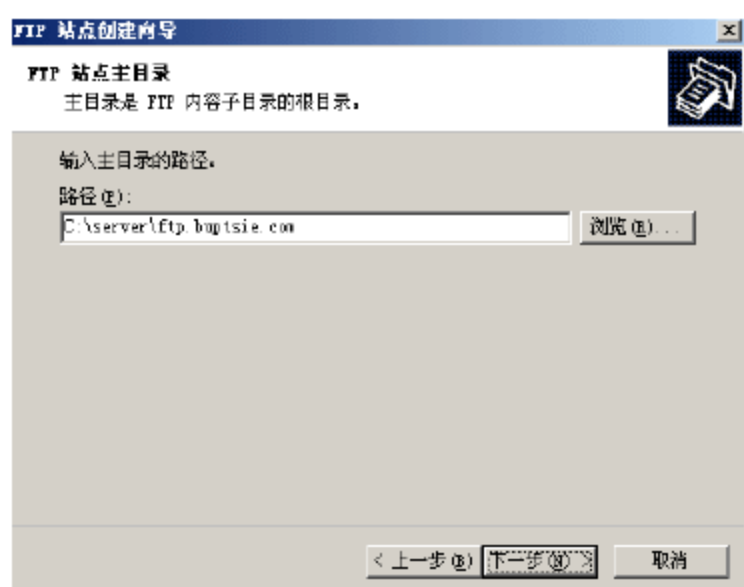 FTP 站点创建向导
FTP 站点主目录
主目录是 FTP 内容子目录的根目录。
输入主目录的路径。
路径(P):
C:\server\ftp.buptsie.com
浏览(R)...
< 上一步(B) 下一步(N) > 取消